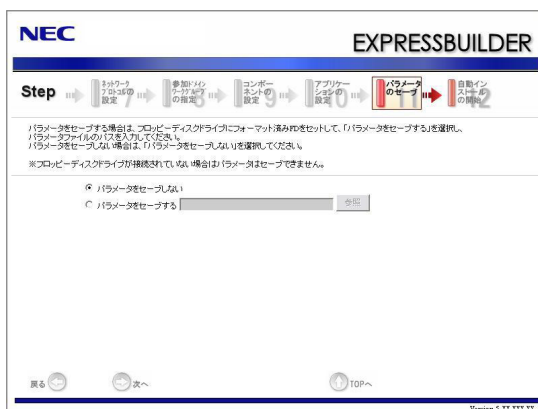 NEC
EXPRESSBUILDER
Step
ネットワーク
プロトコルの
設定 7
参加ドメイン
ワークグループ
の指定 8
コンポー
ネントの
設定 9
アプリケー
ションの
設定 10
パラメータ
のセーブ
11
自動イン
ストール
の開始 12
パラメータをセーブする場合は、フロッピーディスクドライブにフォーマット済みFDをセットして、「パラメータをセーブする」を選択し、
パラメータファイルのパスを入力してください。
パラメータをセーブしない場合は、「パラメータをセーブしない」を選択してください。
※フロッピーディスクドライブが接続されていない場合はパラメータはセーブできません。
パラメータをセーブしない
パラメータをセーブする 参照
戻る 次へ TOPへ
Version 5.XX.XXX.XX